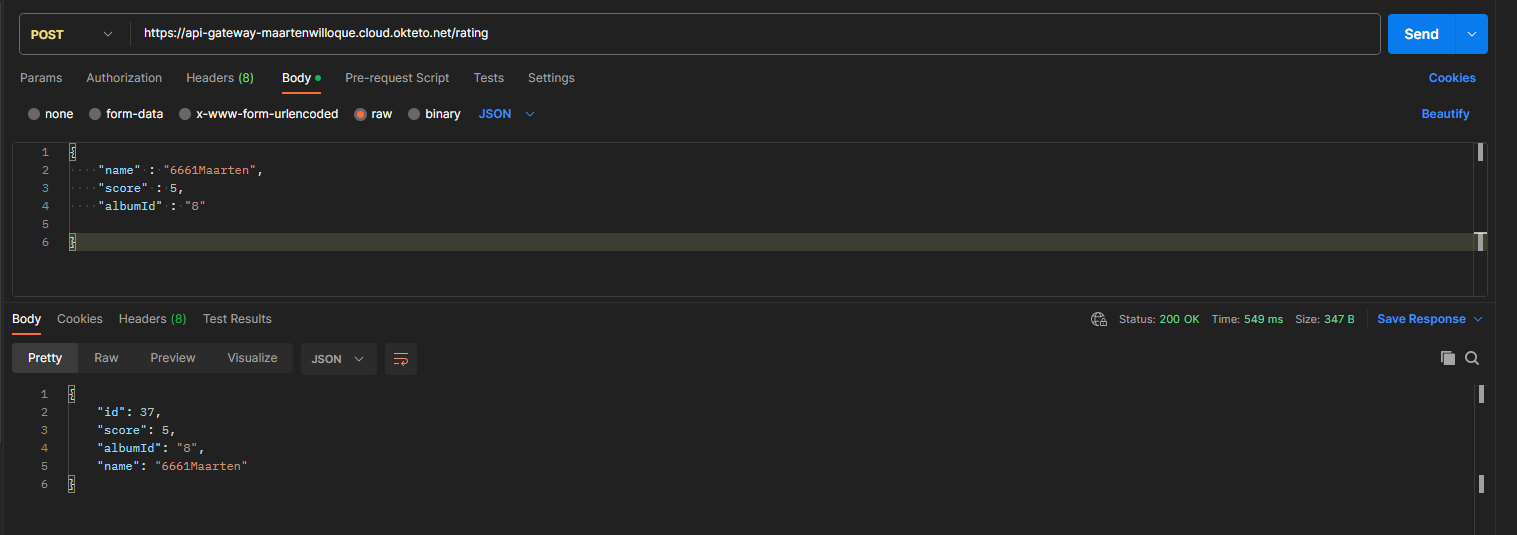 POST https://api-gateway-maartenwilloque.cloud.okteto.net/rating Send
Params Authorization Headers (8) Body Pre-request Script Tests Settings Cookies
none form-data x-www-form-urlencoded raw binary JSON Beautify
1 {
2 "name" : "6661Maarten",
3 "score" : 5,
4 "albumId" : "8"
5
6 }
Body Cookies Headers (8) Test Results Status: 200 OK Time: 549 ms Size: 347 B Save Response
Pretty Raw Preview Visualize JSON
1 {
2 "id": 37,
3 "score": 5,
4 "albumId": "8",
5 "name": "6661Maarten"
6 }